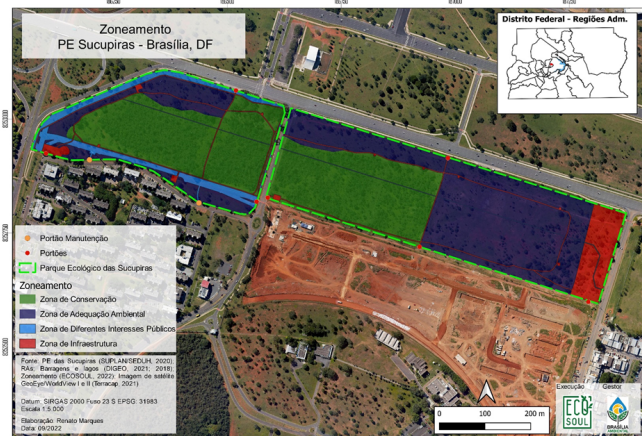 Zoneamento
PE Sucupiras - Brasília, DF
Distrito Federal - Regiões Adm.
Portão Manutenção
Portões
Parque Ecológico das Sucupiras
Zoneamento
Zona de Conservação
Zona de Adequação Ambiental
Zona de Diferentes Interesses Públicos
Zona de Infraestrutura
Fonte: PE das Sucupiras (SUPLAN/SEDUH, 2020)
RAs, Barragens e lagos (DIGEO, 2021; 2018)
Zoneamento (ECOSOUL, 2022). Imagem de satélite
GeoEye/WorldView I e II (Terracap, 2021)
Datum: SIRGAS 2000 Fuso 23 S EPSG: 31983
Escala 1:5.000
Elaboração: Renato Marques
Data: 09/2022
0 100 200 m
Execução
Gestor
ECO
SOUL
BRASÍLIA
AMBIENTAL